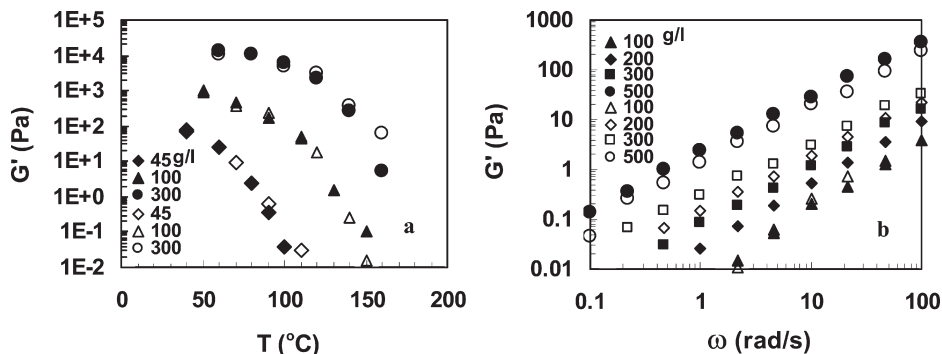 1E+5
1E+4
1E+3
1E+2
1E+1
1E+0
1E-1
1E-2
G' (Pa)
45 g/l
100
300
45
100
300
a
0 50 100 150 200
T (°C)
1000
100
10
1
0.1
0.01
G' (Pa)
100 g/l
200
300
500
100
200
300
500
b
0.1 1 10 100
ω (rad/s)